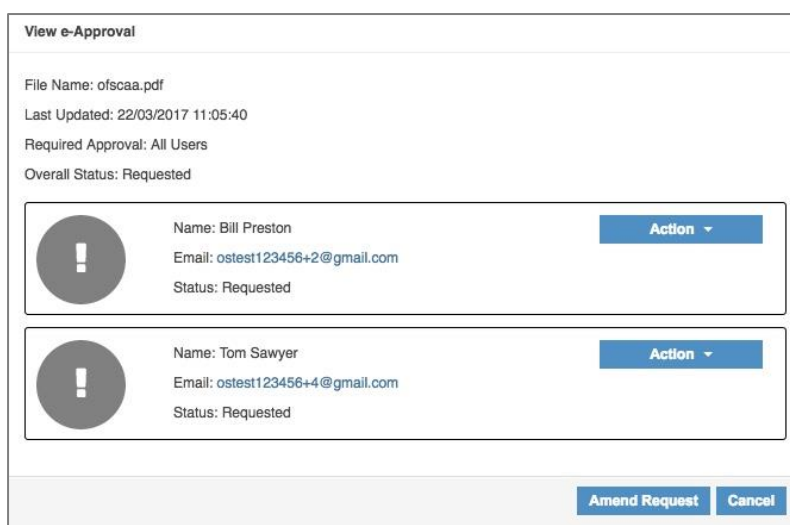 View e-Approval
File Name: ofscaa.pdf
Last Updated: 22/03/2017 11:05:40
Required Approval: All Users
Overall Status: Requested
Name: Bill Preston
Action
Email: ostest123456+2@gmail.com
Status: Requested
Name: Tom Sawyer
Action
Email: ostest123456+4@gmail.com
Status: Requested
Amend Request Cancel